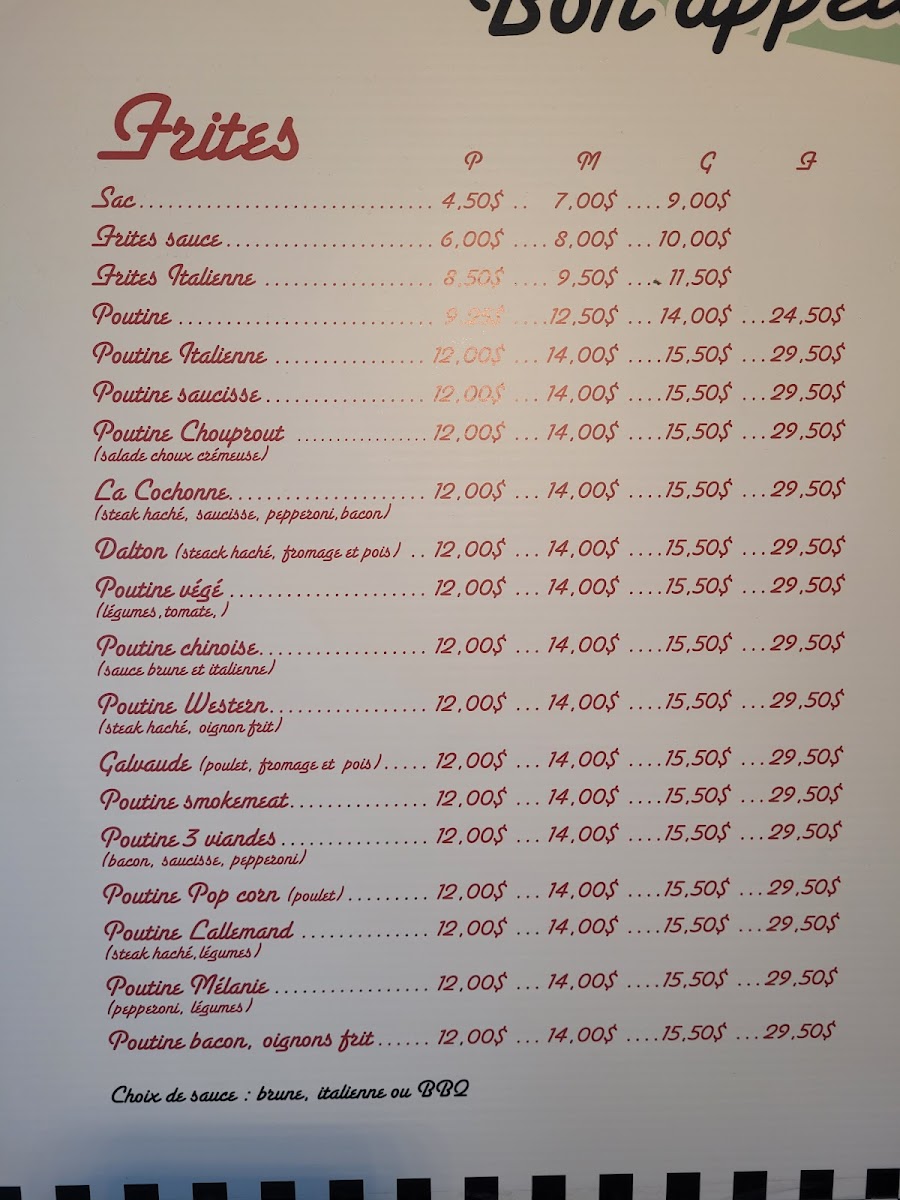 Bon appéti
Frites
P M G F
Sac.............................. 4,50$ .. 7,00$ .... 9,00$
Frites sauce..................... 6,00$ .... 8,00$ ... 10,00$
Frites Italienne .................. 8,50$ .... 9,50$ .... 11,50$
Poutine .......................... ....12,50$ ... 14,00$ ...24,50$
Poutine Italienne ................ 12,00$ ... 14,00$ ....15,50$ ...29,50$
Poutine saucisse................. 12,00$ ... 14,00$ ....15,50$ ...29,50$
Poutine Chouprout ................. 12,00$ ... 14,00$ ....15,50$ ...29,50$
(salade choux crémeuse)
La Cochonne.................... 12,00$ ... 14,00$ ....15,50$ ...29,50$
(steak haché, saucisse, pepperoni,bacon)
Dalton (steack haché, fromage et pois) .. 12,00$ ... 14,00$ ....15,50$ ...29,50$
Poutine végé .................... 12,00$ ... 14,00$ ....15,50$ ...29,50$
(légumes,tomate, )
Poutine chinoise................. 12,00$ ... 14,00$ ....15,50$ ...29,50$
(sauce brune et italienne)
Poutine Western................ 12,00$ ... 14,00$ ....15,50$ ...29,50$
(steak haché, oignon frit)
Galvaude (poulet, fromage et pois)..... 12,00$ ... 14,00$ ....15,50$ ...29,50$
Poutine smokemeat.............. 12,00$ ... 14,00$ ....15,50$ ...29,50$
Poutine 3 viandes............... 12,00$ ... 14,00$ ....15,50$ ...29,50$
(bacon, saucisse, pepperoni)
Poutine Pop corn (poulet)......... 12,00$ ... 14,00$ ....15,50$ ...29,50$
Poutine Lallemand ............. 12,00$ ... 14,00$ ....15,50$ ...29,50$
(steak haché,légumes)
Poutine Mélanie................ 12,00$ ... 14,00$ ....15,50$ ...29,50$
(pepperoni, légumes)
Poutine bacon, oignons frit...... 12,00$ ... 14,00$ ....15,50$ ...29,50$
Choix de sauce : brune, italienne ou BBQ